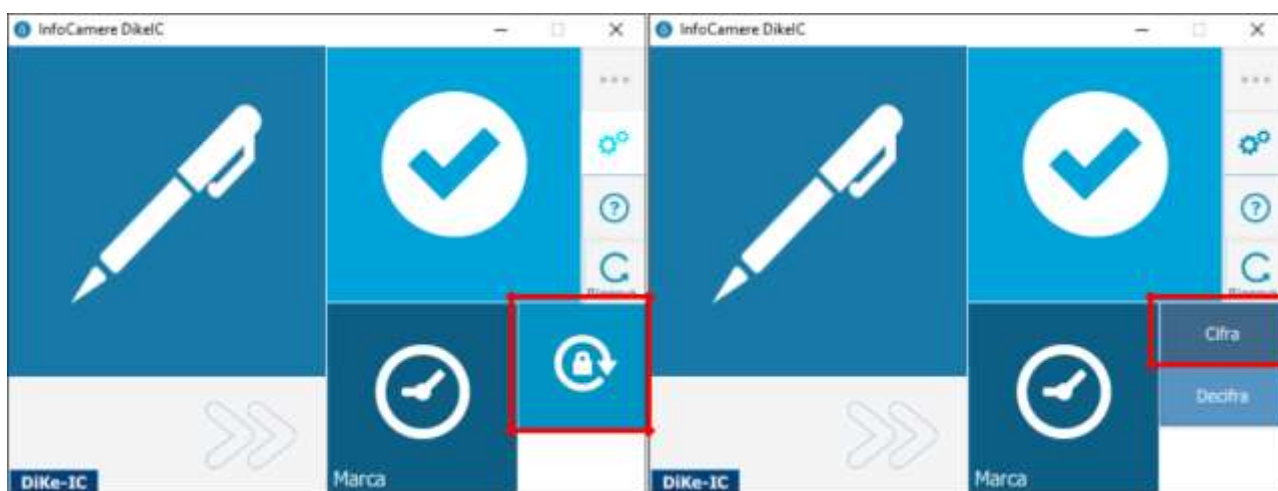 InfoCamere DikeIC
Marca
DiKe-IC
InfoCamere DikeIC
Cifra
Decifra
Marca
DiKe-IC